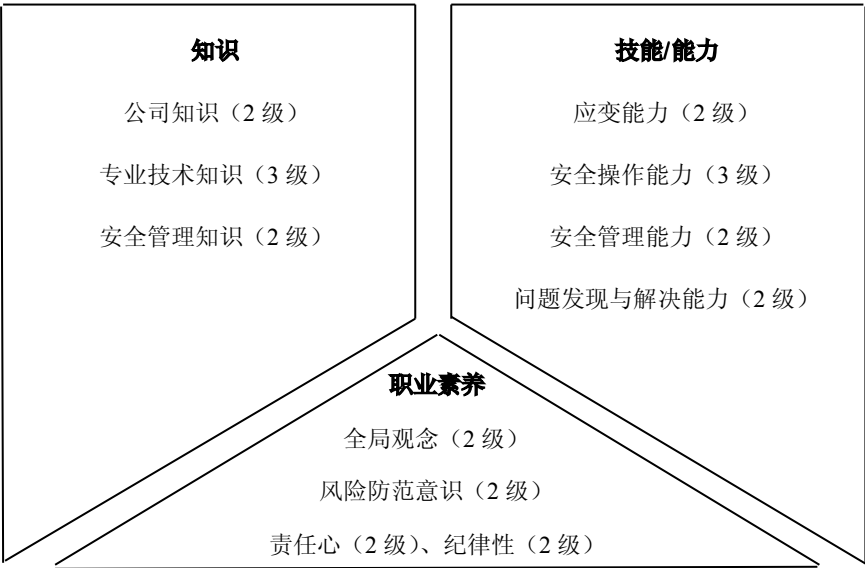 知识
公司知识（2 级）
专业技术知识（3 级）
安全管理知识（2 级）
技能/能力
应变能力（2 级）
安全操作能力（3 级）
安全管理能力（2 级）
问题发现与解决能力（2 级）
职业素养
全局观念（2 级）
风险防范意识（2 级）
责任心（2 级）、纪律性（2 级）